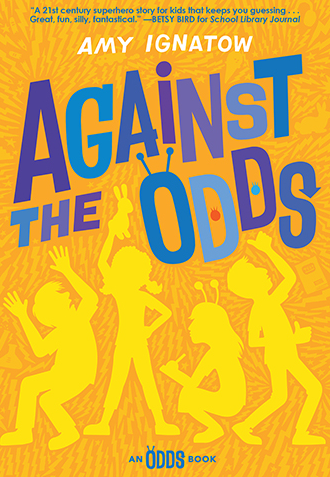 "A 21st century superhero story for kids that keeps you guessing . . .
Great, fun, silly, fantastical." —BETSY BIRD for School Library Journal
AMY IGNATOW
AGAINST
THE ODDS
AN ODDS BOOK